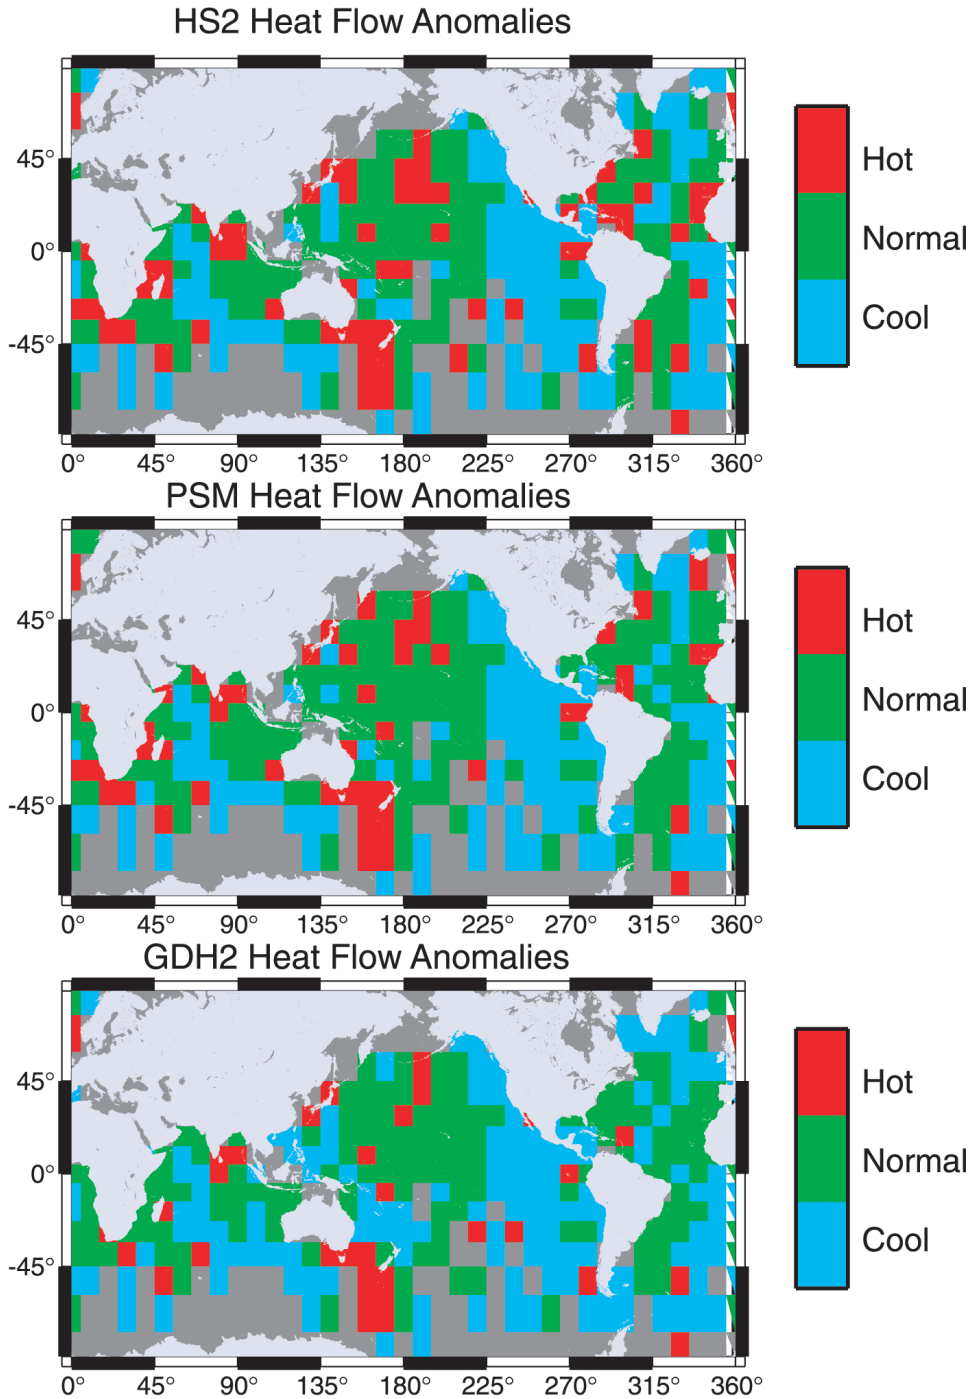 HS2 Heat Flow Anomalies
45°
0°
-45°
0° 45° 90° 135° 180° 225° 270° 315° 360°
Hot
Normal
Cool
PSM Heat Flow Anomalies
45°
0°
-45°
0° 45° 90° 135° 180° 225° 270° 315° 360°
Hot
Normal
Cool
GDH2 Heat Flow Anomalies
45°
0°
-45°
0° 45° 90° 135° 180° 225° 270° 315° 360°
Hot
Normal
Cool